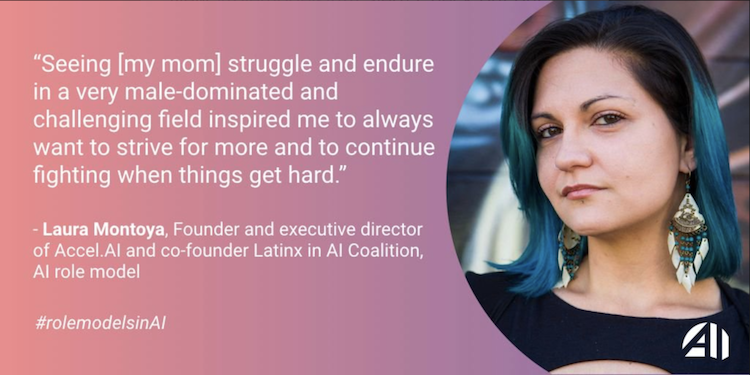 “Seeing [my mom] struggle and endure
in a very male-dominated and
challenging field inspired me to always
want to strive for more and to continue
fighting when things get hard.”
- Laura Montoya, Founder and executive director
of Accel.AI and co-founder Latinx in AI Coalition,
AI role model
#rolemodelsinAI
AI